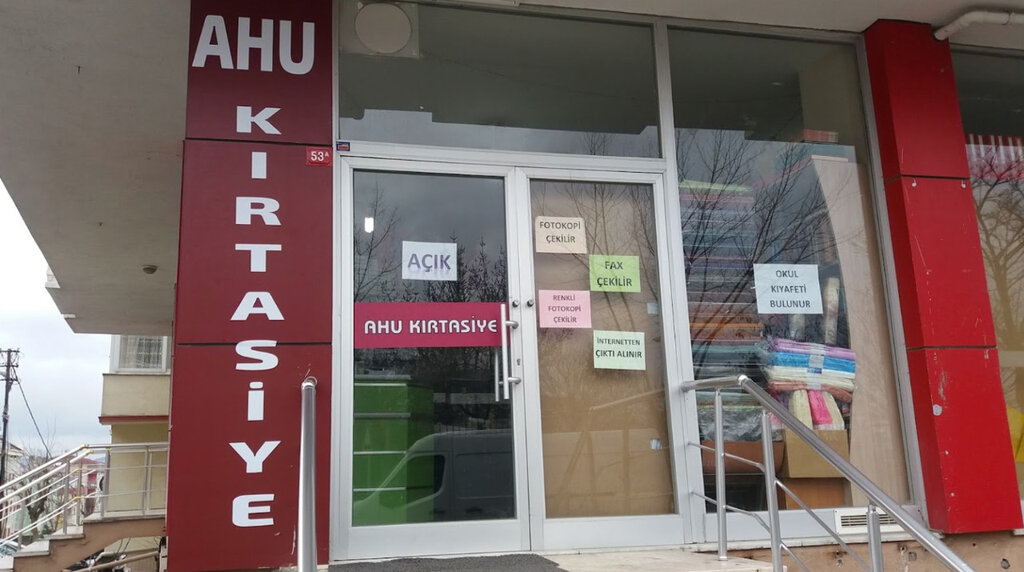 AHU
KIRTASİYE
53A
AÇIK
AHU KIRTASİYE
FOTOKOPİ
ÇEKİLİR
FAX
ÇEKİLİR
RENKLİ
FOTOKOPİ
ÇEKİLİR
İNTERNETTEN
ÇIKTI ALINIR
OKUL
KIYAFETİ
BULUNUR